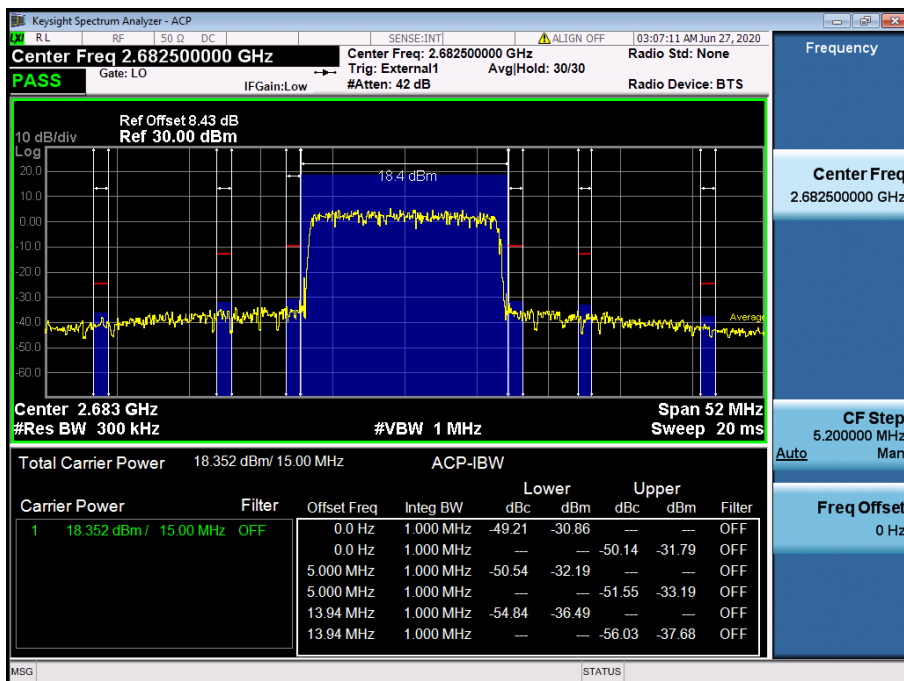 Keysight Spectrum Analyzer - ACP
LXI RL RF 50 Ω DC SENSE:INT ALIGN OFF 03:07:11 AM Jun 27, 2020
Center Freq 2.682500000 GHz Center Freq: 2.682500000 GHz Radio Std: None
Gate: LO Trig: External1 Avg|Hold: 30/30
PASS IFGain:Low #Atten: 42 dB Radio Device: BTS
Ref Offset 8.43 dB
10 dB/div Ref 30.00 dBm
Log
18.4 dBm
20.0
10.0
0.00
-10.0
-20.0
-30.0
-40.0
Average
-50.0
-60.0
Center 2.683 GHz Span 52 MHz
#Res BW 300 kHz #VBW 1 MHz Sweep 20 ms
Total Carrier Power 18.352 dBm/ 15.00 MHz ACP-IBW
Lower Upper
Carrier Power Filter Offset Freq Integ BW dBc dBm dBc dBm Filter
1 18.352 dBm / 15.00 MHz OFF 0.0 Hz 1.000 MHz -49.21 -30.86 --- --- OFF
0.0 Hz 1.000 MHz --- --- -50.14 -31.79 OFF
5.000 MHz 1.000 MHz -50.54 -32.19 --- --- OFF
5.000 MHz 1.000 MHz --- --- -51.55 -33.19 OFF
13.94 MHz 1.000 MHz -54.84 -36.49 --- --- OFF
13.94 MHz 1.000 MHz --- --- -56.03 -37.68 OFF
MSG STATUS
Frequency
Center Freq
2.682500000 GHz
CF Step
5.200000 MHz
Auto Man
Freq Offset
0 Hz